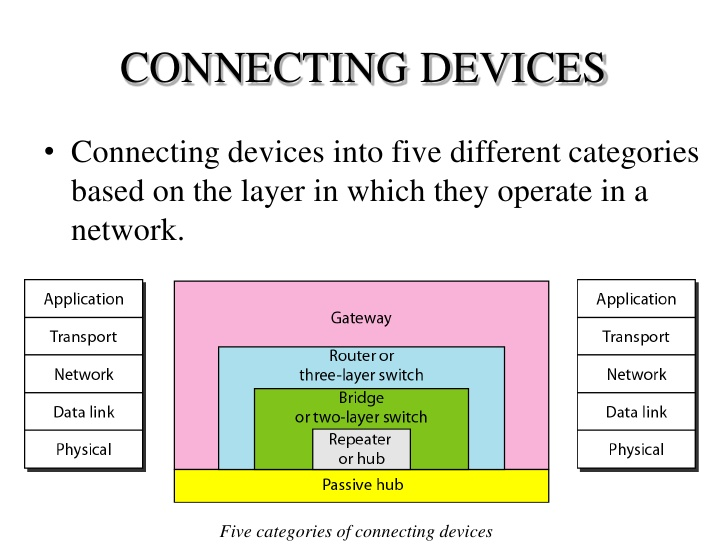 CONNECTING DEVICES
• Connecting devices into five different categories
based on the layer in which they operate in a
network.
Application
Transport
Network
Data link
Physical
Gateway
Router or
three-layer switch
Bridge
or two-layer switch
Repeater
or hub
Passive hub
Application
Transport
Network
Data link
Physical
Five categories of connecting devices